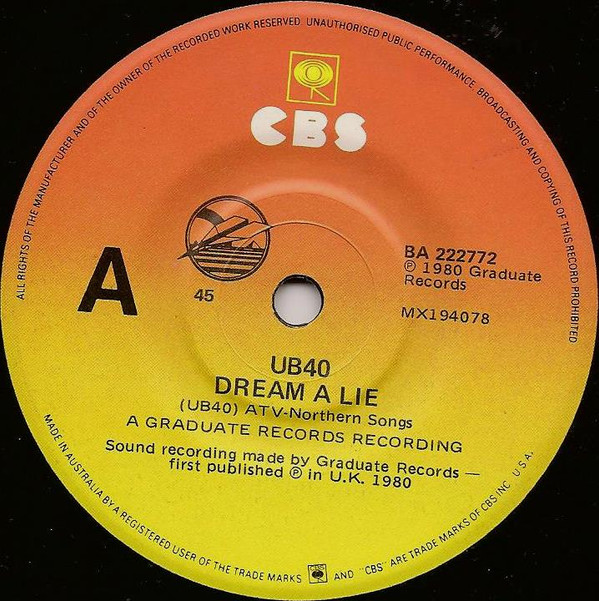 ALL RIGHTS OF THE MANUFACTURER AND OF THE OWNER OF THE RECORDED WORK RESERVED. UNAUTHORISED PUBLIC PERFORMANCE, BROADCASTING AND COPYING OF THIS RECORD PROHIBITED
CBS
A
45
BA 222772
Ⓟ 1980 Graduate
Records
MX194078
UB40
DREAM A LIE
(UB40) ATV-Northern Songs
A GRADUATE RECORDS RECORDING
Sound recording made by Graduate Records —
first published Ⓟ in U.K. 1980
MADE IN AUSTRALIA BY A REGISTERED USER OF THE TRADE MARKS CBS AND "CBS" ARE TRADE MARKS OF CBS INC U.S.A.